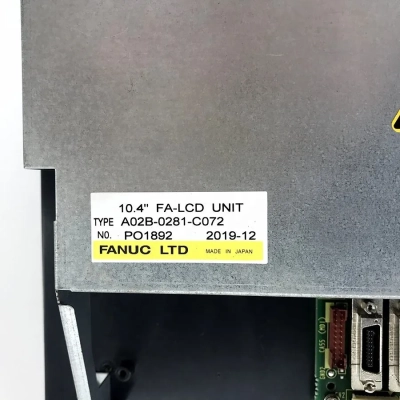 10.4" FA-LCD UNIT
TYPE A02B-0281-C072
NO. PO1892 2019-12
FANUC LTD MADE IN JAPAN